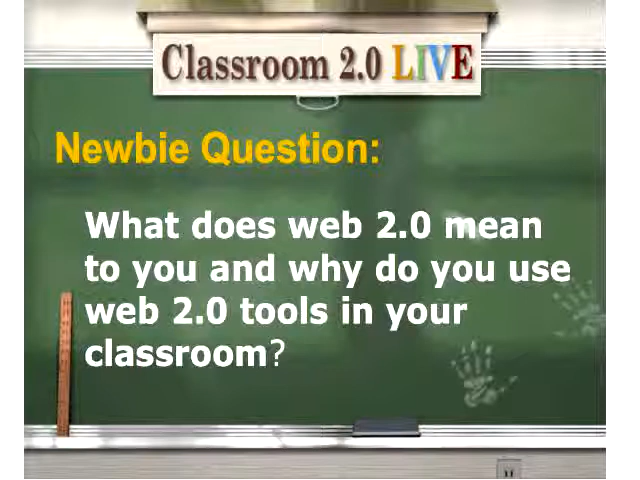 Classroom 2.0 LIVE
Newbie Question:
What does web 2.0 mean
to you and why do you use
web 2.0 tools in your
classroom?